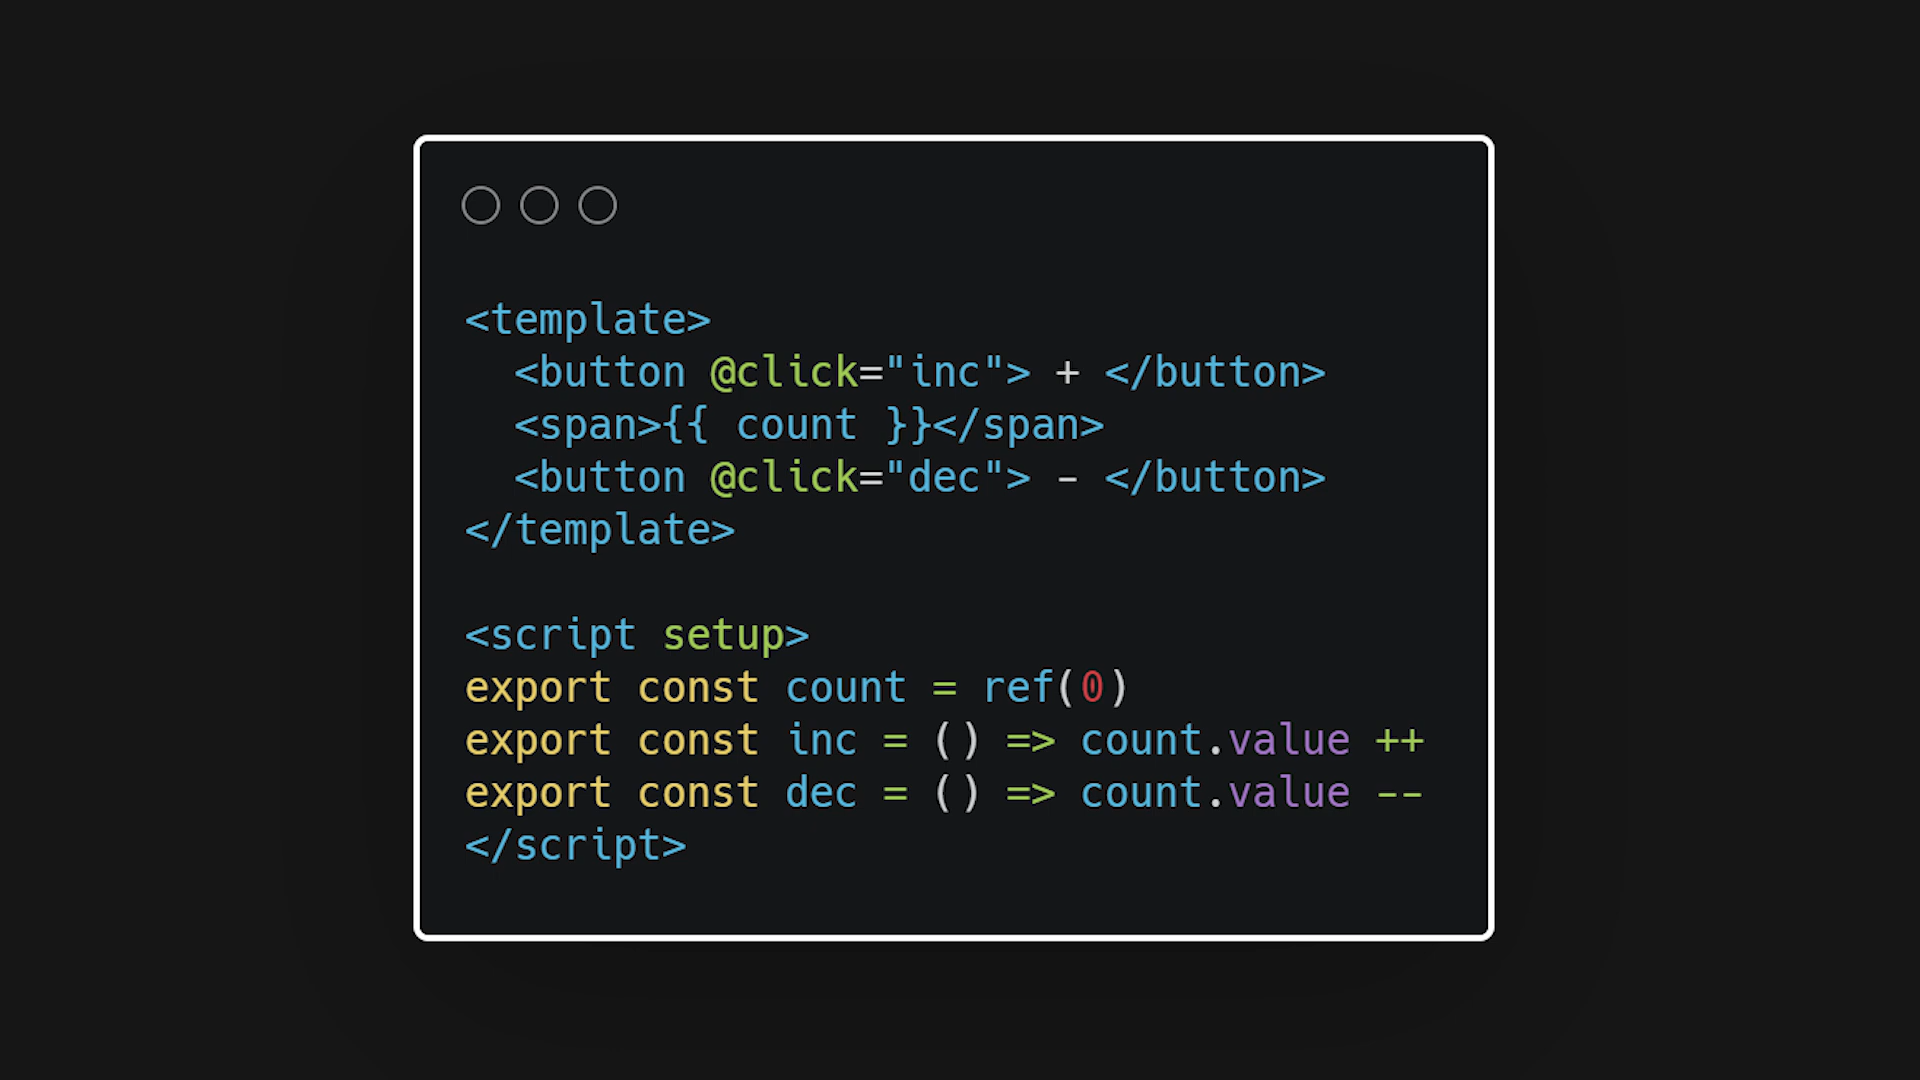 <template>
  <button @click="inc"> + </button>
  <span>{{ count }}</span>
  <button @click="dec"> - </button>
</template>

<script setup>
export const count = ref(0)
export const inc = () => count.value ++
export const dec = () => count.value --
</script>